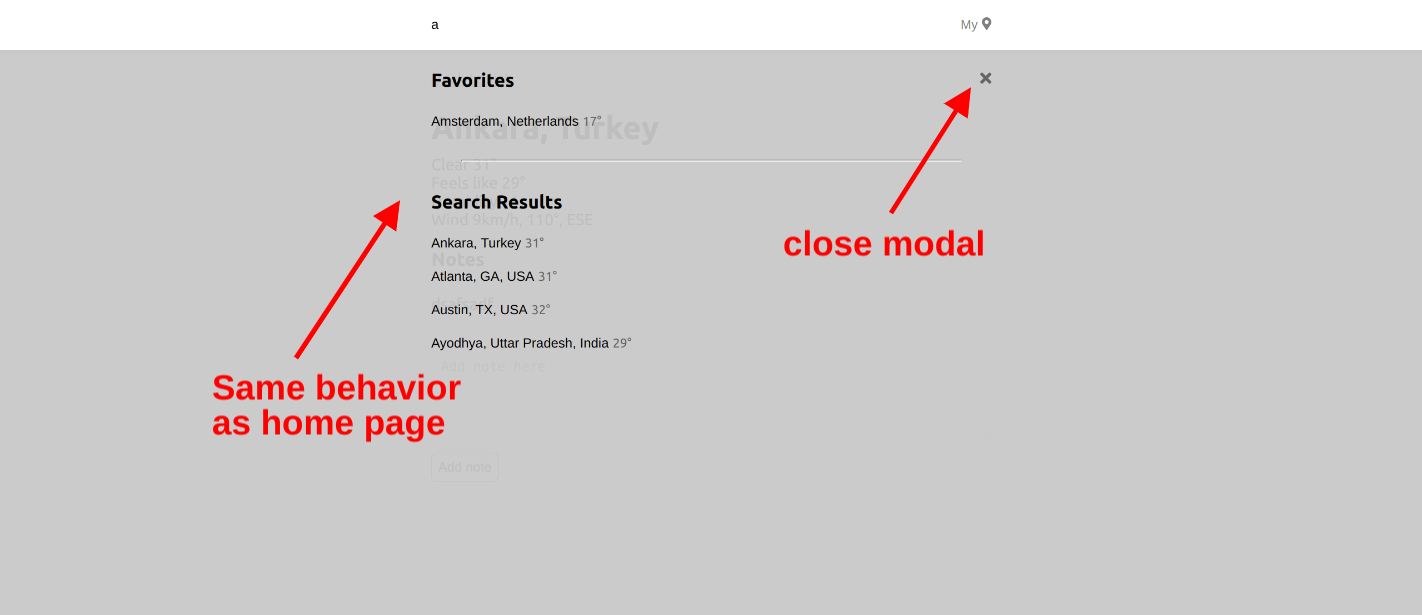 a
My
Favorites
Amsterdam, Netherlands 17°
Ankara, Turkey
Clear 31°
Feels like 29°
Search Results
Wind 9km/h, 110°, ESE
close modal
Ankara, Turkey 31°
Notes
Atlanta, GA, USA 31°
Austin, TX, USA 32°
Ayodhya, Uttar Pradesh, India 29°
Add note here
Same behavior
as home page
Add note